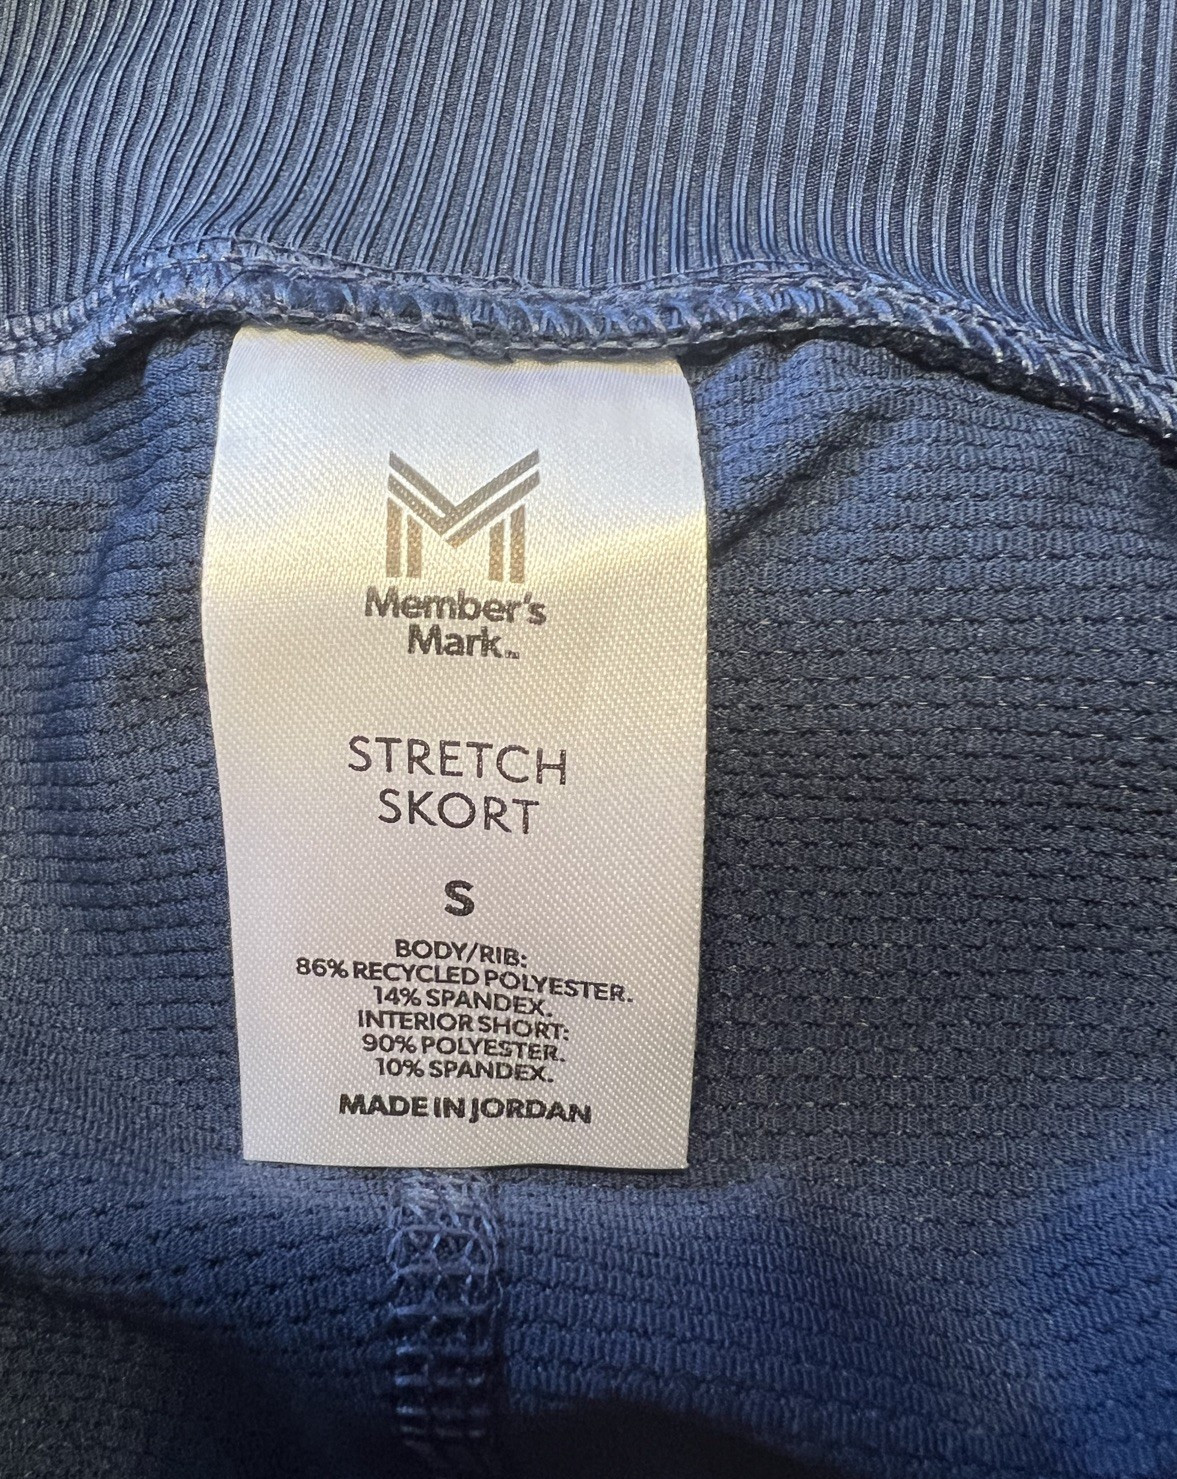 Member's
Mark™
STRETCH
SKORT
S
BODY/RIB:
86% RECYCLED POLYESTER.
14% SPANDEX.
INTERIOR SHORT:
90% POLYESTER.
10% SPANDEX.
MADE IN JORDAN